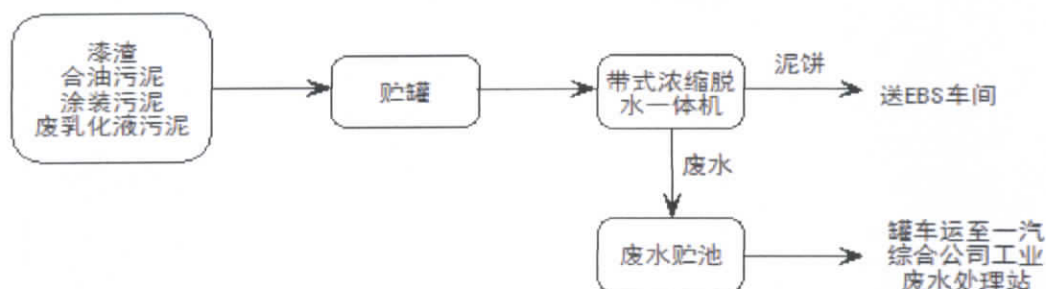 漆渣
合油污泥
涂装污泥
废乳化液污泥
贮罐
带式浓缩脱
水一体机
泥饼
送EBS车间
废水
废水贮池
罐车运至一汽
综合公司工业
废水处理站